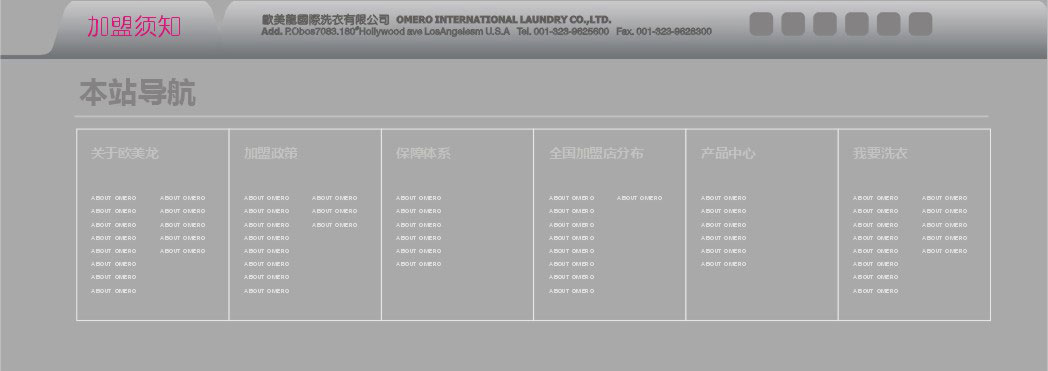 加盟须知
歐美龍國際洗衣有限公司 OMERO INTERNATIONAL LAUNDRY CO.,LTD.
Add. P.Obox7083.180"Hollywood ave LosAngelesm U.S.A Tel. 001-323-9625600 Fax. 001-323-9628300
本站导航
关于欧美龙 加盟政策 保障体系 全国加盟店分布 产品中心 我要洗衣
ABOUT OMERO ABOUT OMERO ABOUT OMERO ABOUT OMERO ABOUT OMERO ABOUT OMERO ABOUT OMERO ABOUT OMERO ABOUT OMERO ABOUT OMERO
ABOUT OMERO ABOUT OMERO ABOUT OMERO ABOUT OMERO ABOUT OMERO ABOUT OMERO ABOUT OMERO ABOUT OMERO ABOUT OMERO
ABOUT OMERO ABOUT OMERO ABOUT OMERO ABOUT OMERO ABOUT OMERO ABOUT OMERO ABOUT OMERO ABOUT OMERO ABOUT OMERO
ABOUT OMERO ABOUT OMERO ABOUT OMERO ABOUT OMERO ABOUT OMERO ABOUT OMERO ABOUT OMERO ABOUT OMERO
ABOUT OMERO ABOUT OMERO ABOUT OMERO ABOUT OMERO ABOUT OMERO ABOUT OMERO ABOUT OMERO ABOUT OMERO
ABOUT OMERO ABOUT OMERO ABOUT OMERO ABOUT OMERO ABOUT OMERO ABOUT OMERO
ABOUT OMERO ABOUT OMERO ABOUT OMERO ABOUT OMERO
ABOUT OMERO ABOUT OMERO ABOUT OMERO ABOUT OMERO